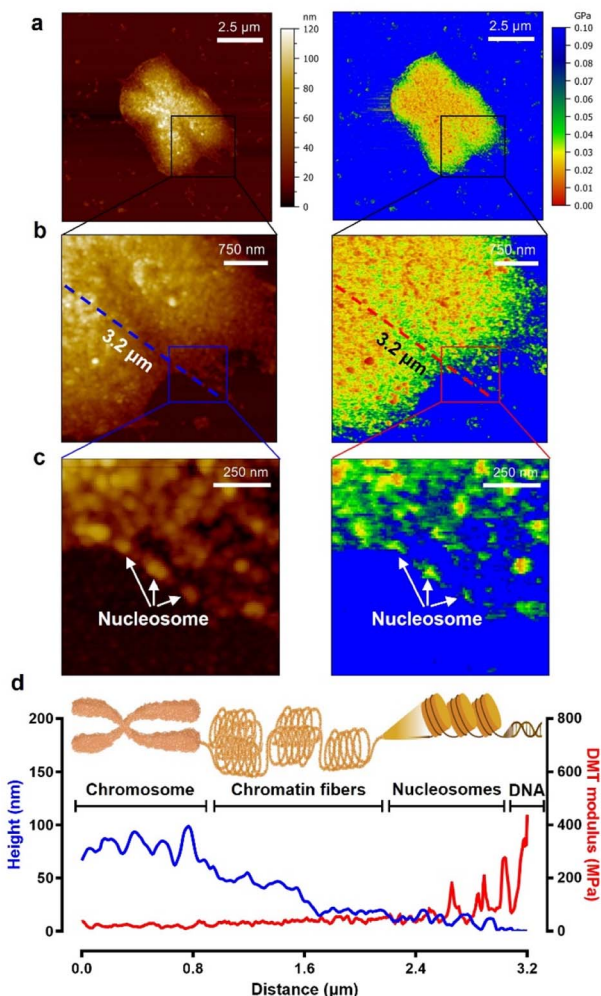 a
2.5 µm
nm
120
100
80
60
40
20
0
2.5 µm
GPa
0.10
0.09
0.08
0.07
0.06
0.05
0.04
0.03
0.02
0.01
0.00
b
750 nm
3.2 µm
750 nm
3.2 µm
c
250 nm
Nucleosome
250 nm
Nucleosome
d
200
150
100
50
0
Height (nm)
Chromosome
Chromatin fibers
Nucleosomes
DNA
800
600
400
200
0
DMT modulus (MPa)
0.0
0.8
1.6
2.4
3.2
Distance (µm)